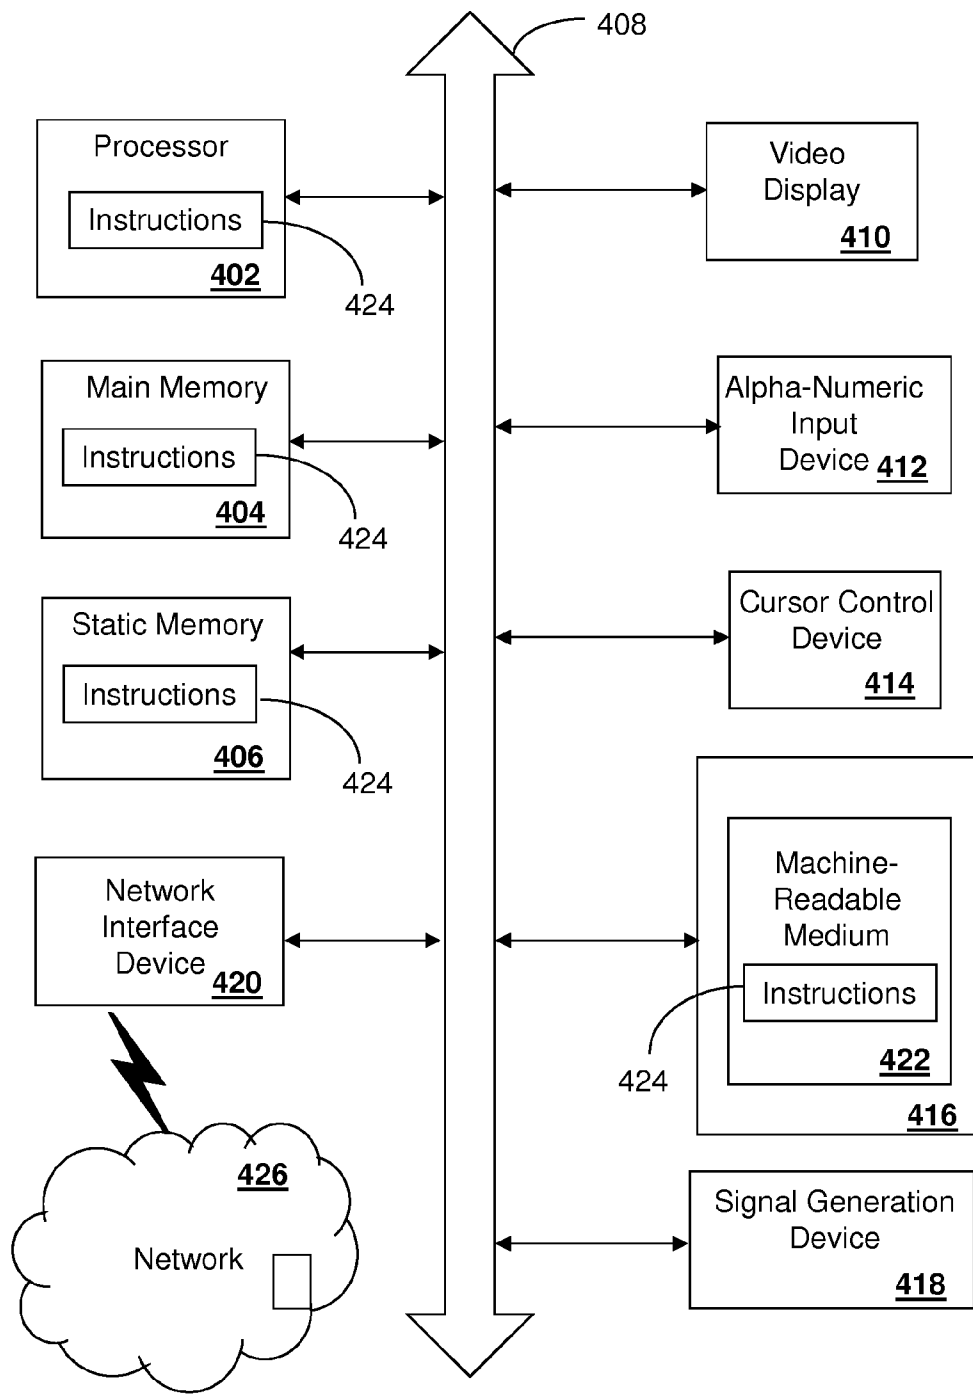 408
Processor
Instructions
402
424
Main Memory
Instructions
404
424
Static Memory
Instructions
406
424
Network
Interface
Device
420
426
Network
Video
Display
410
Alpha-Numeric
Input
Device
412
Cursor Control
Device
414
Machine-
Readable
Medium
Instructions
424
422
416
Signal Generation
Device
418